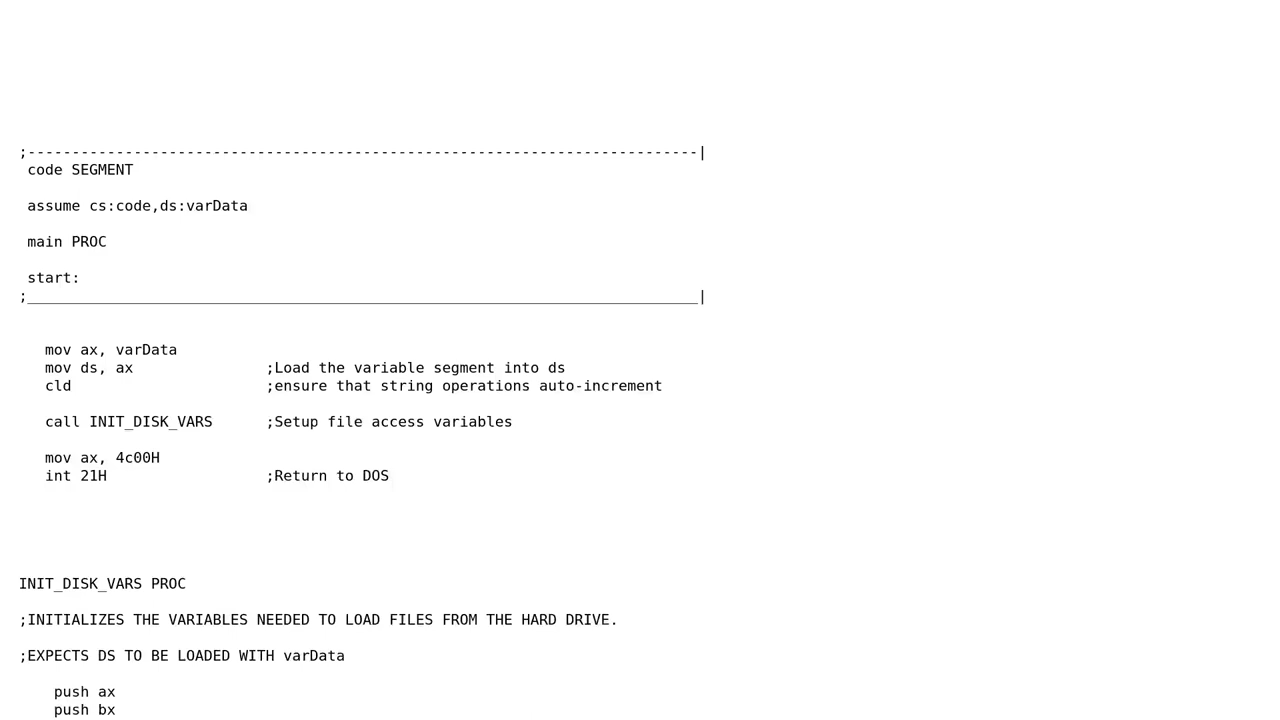 ;----------------------------------------------------------------------------|
code SEGMENT
assume cs:code,ds:varData
main PROC
start:
;____________________________________________________________________________|
mov ax, varData
mov ds, ax               ;Load the variable segment into ds
cld                      ;ensure that string operations auto-increment
call INIT_DISK_VARS      ;Setup file access variables
mov ax, 4c00H
int 21H                  ;Return to DOS
INIT_DISK_VARS PROC
;INITIALIZES THE VARIABLES NEEDED TO LOAD FILES FROM THE HARD DRIVE.
;EXPECTS DS TO BE LOADED WITH varData
push ax
push bx